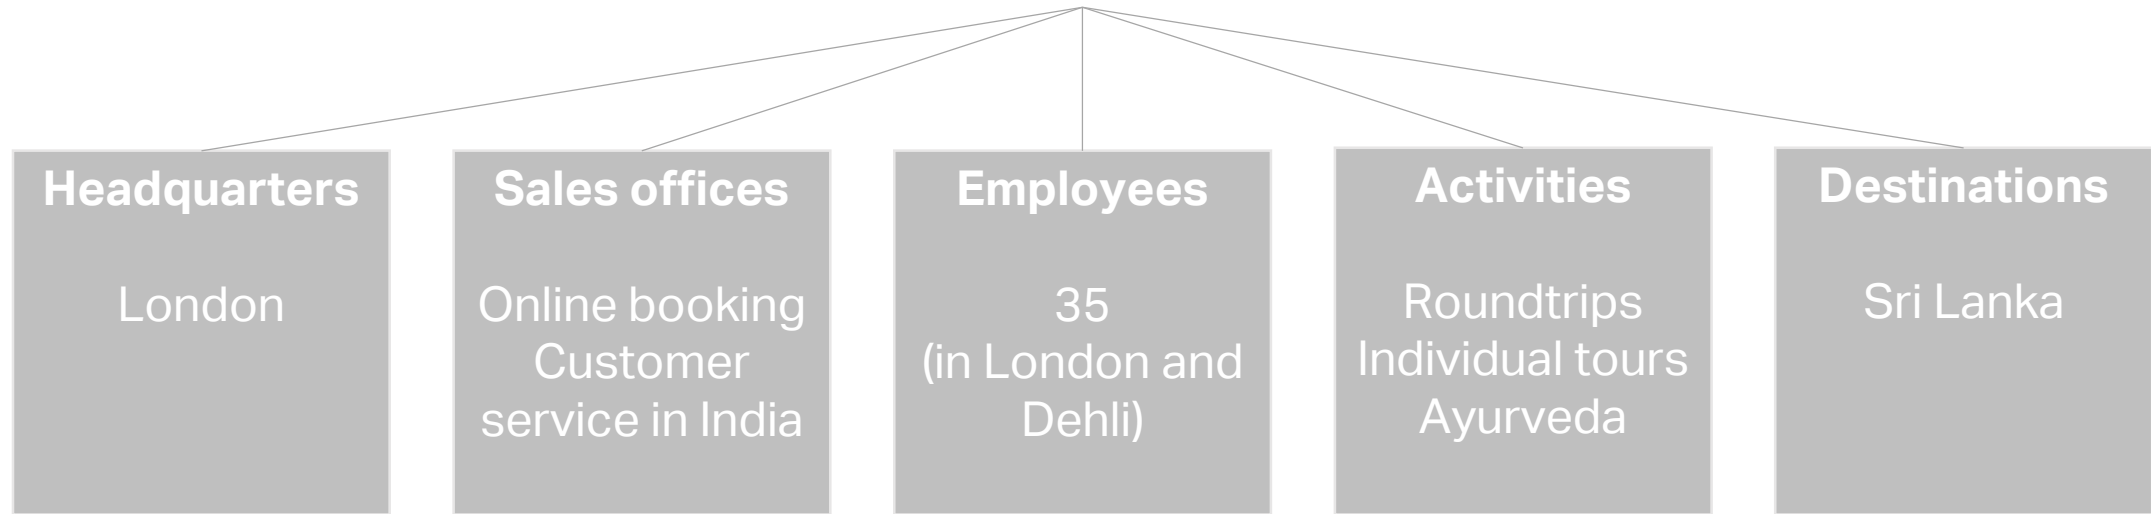 Headquarters
London
Sales offices
Online booking
Customer
service in India
Employees
35
(in London and
Dehli)
Activities
Roundtrips
Individual tours
Ayurveda
Destinations
Sri Lanka